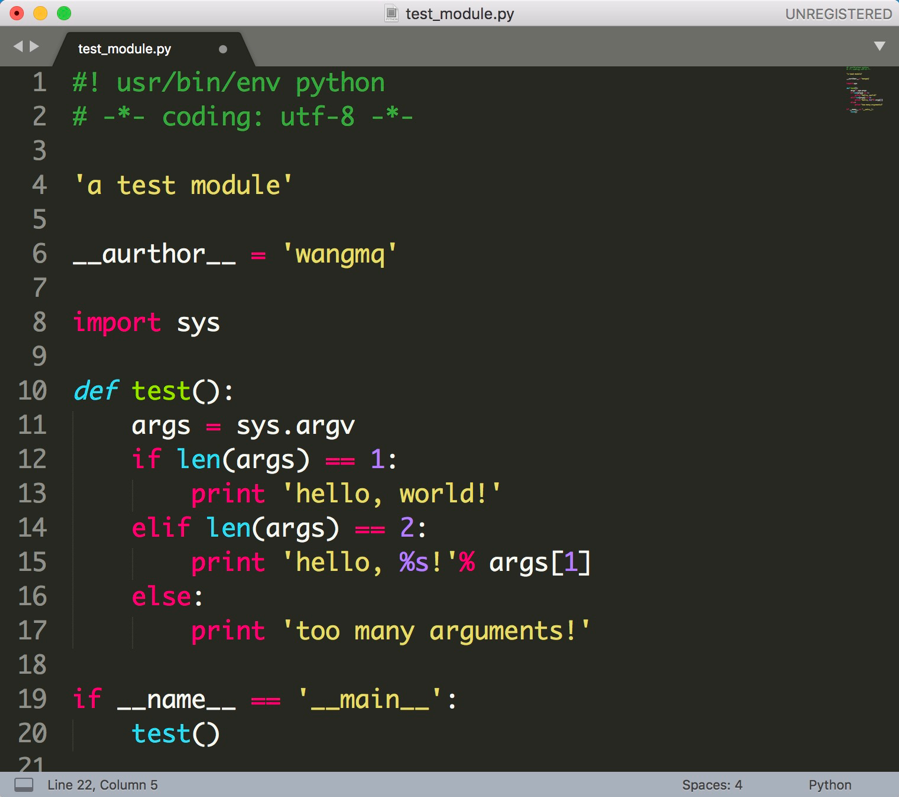 test_module.py
UNREGISTERED
test_module.py
1 #! usr/bin/env python
2 # -*- coding: utf-8 -*-
3
4 'a test module'
5
6 __aurthor__ = 'wangmq'
7
8 import sys
9
10 def test():
11     args = sys.argv
12     if len(args) == 1:
13         print 'hello, world!'
14     elif len(args) == 2:
15         print 'hello, %s!'% args[1]
16     else:
17         print 'too many arguments!'
18
19 if __name__ == '__main__':
20     test()
21
Line 22, Column 5
Spaces: 4
Python